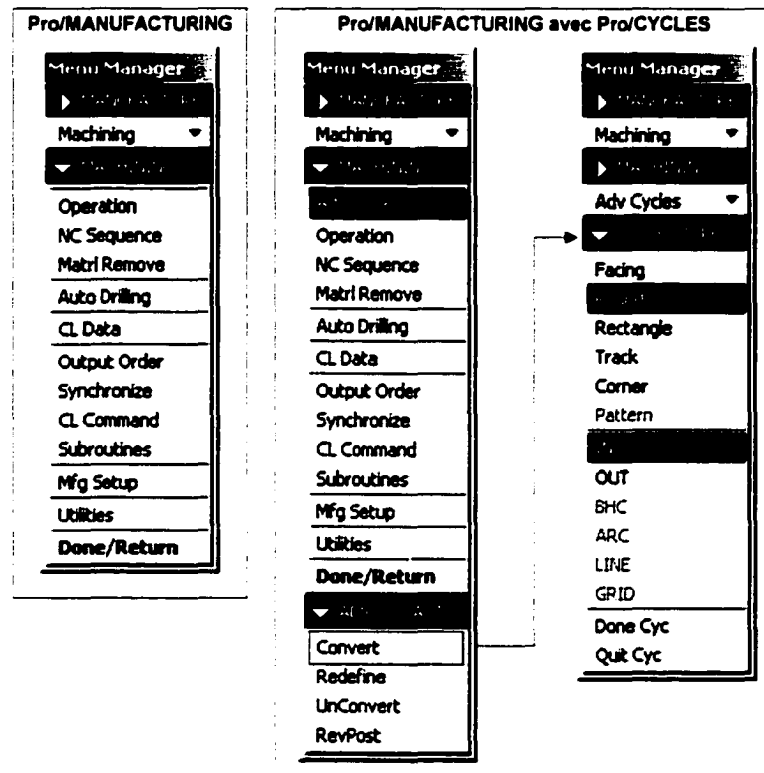 Pro/MANUFACTURING
Menu Manager
Machining
Operation
NC Sequence
Matrl Remove
Auto Drilling
CL Data
Output Order
Synchronize
CL Command
Subroutines
Mfg Setup
Utilities
Done/Return
Pro/MANUFACTURING avec Pro/CYCLES
Menu Manager
Machining
Operation
NC Sequence
Matrl Remove
Auto Drilling
CL Data
Output Order
Synchronize
CL Command
Subroutines
Mfg Setup
Utilities
Done/Return
Convert
Redefine
UnConvert
RevPost
Menu Manager
Machining
Adv Cycles
Facing
Rectangle
Track
Corner
Pattern
OUT
BHC
ARC
LINE
GRID
Done Cyc
Quit Cyc